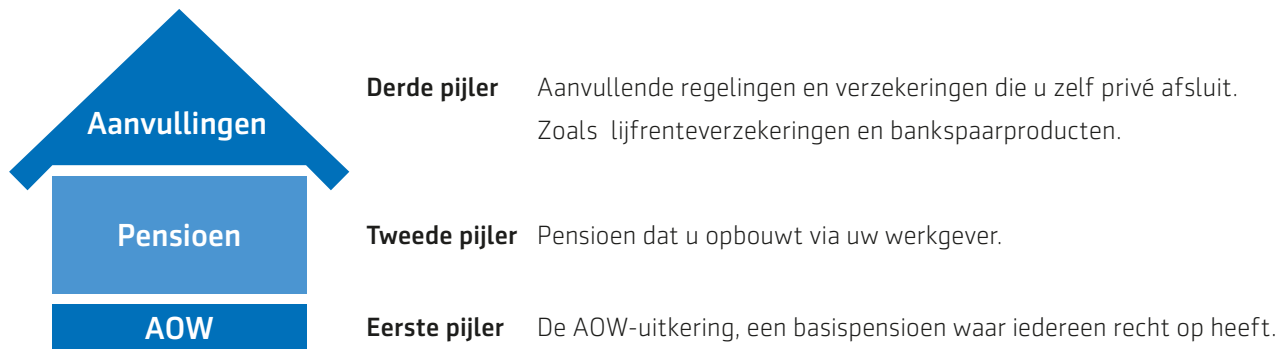 Aanvullingen
Derde pijler Aanvullende regelingen en verzekeringen die u zelf privé afsluit.
Zoals lijfrenteverzekeringen en bankspaarproducten.
Pensioen
Tweede pijler Pensioen dat u opbouwt via uw werkgever.
AOW
Eerste pijler De AOW-uitkering, een basispensioen waar iedereen recht op heeft.